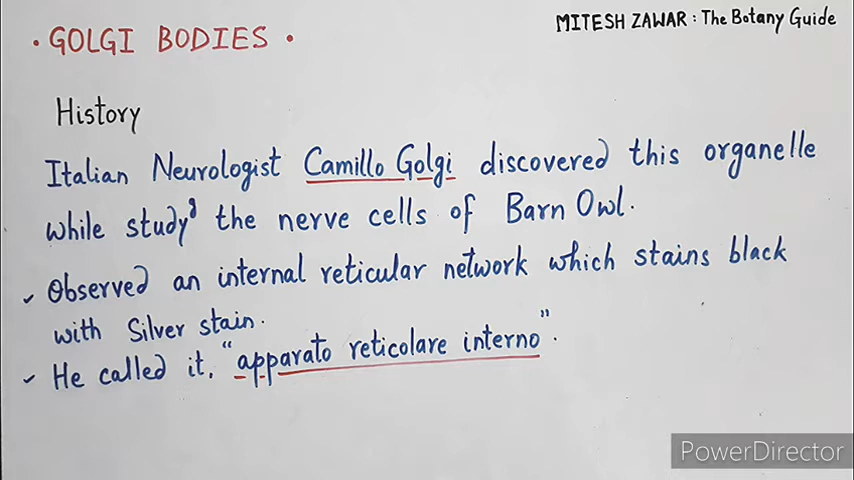 • GOLGI BODIES •
MITESH ZAWAR : The Botany Guide
History
Italian Neurologist Camillo Golgi discovered this organelle
while studyg the nerve cells of Barn Owl.
✓ Observed an internal reticular network which stains black
with Silver stain.
✓ He called it, "apparato reticolare interno".
PowerDirector